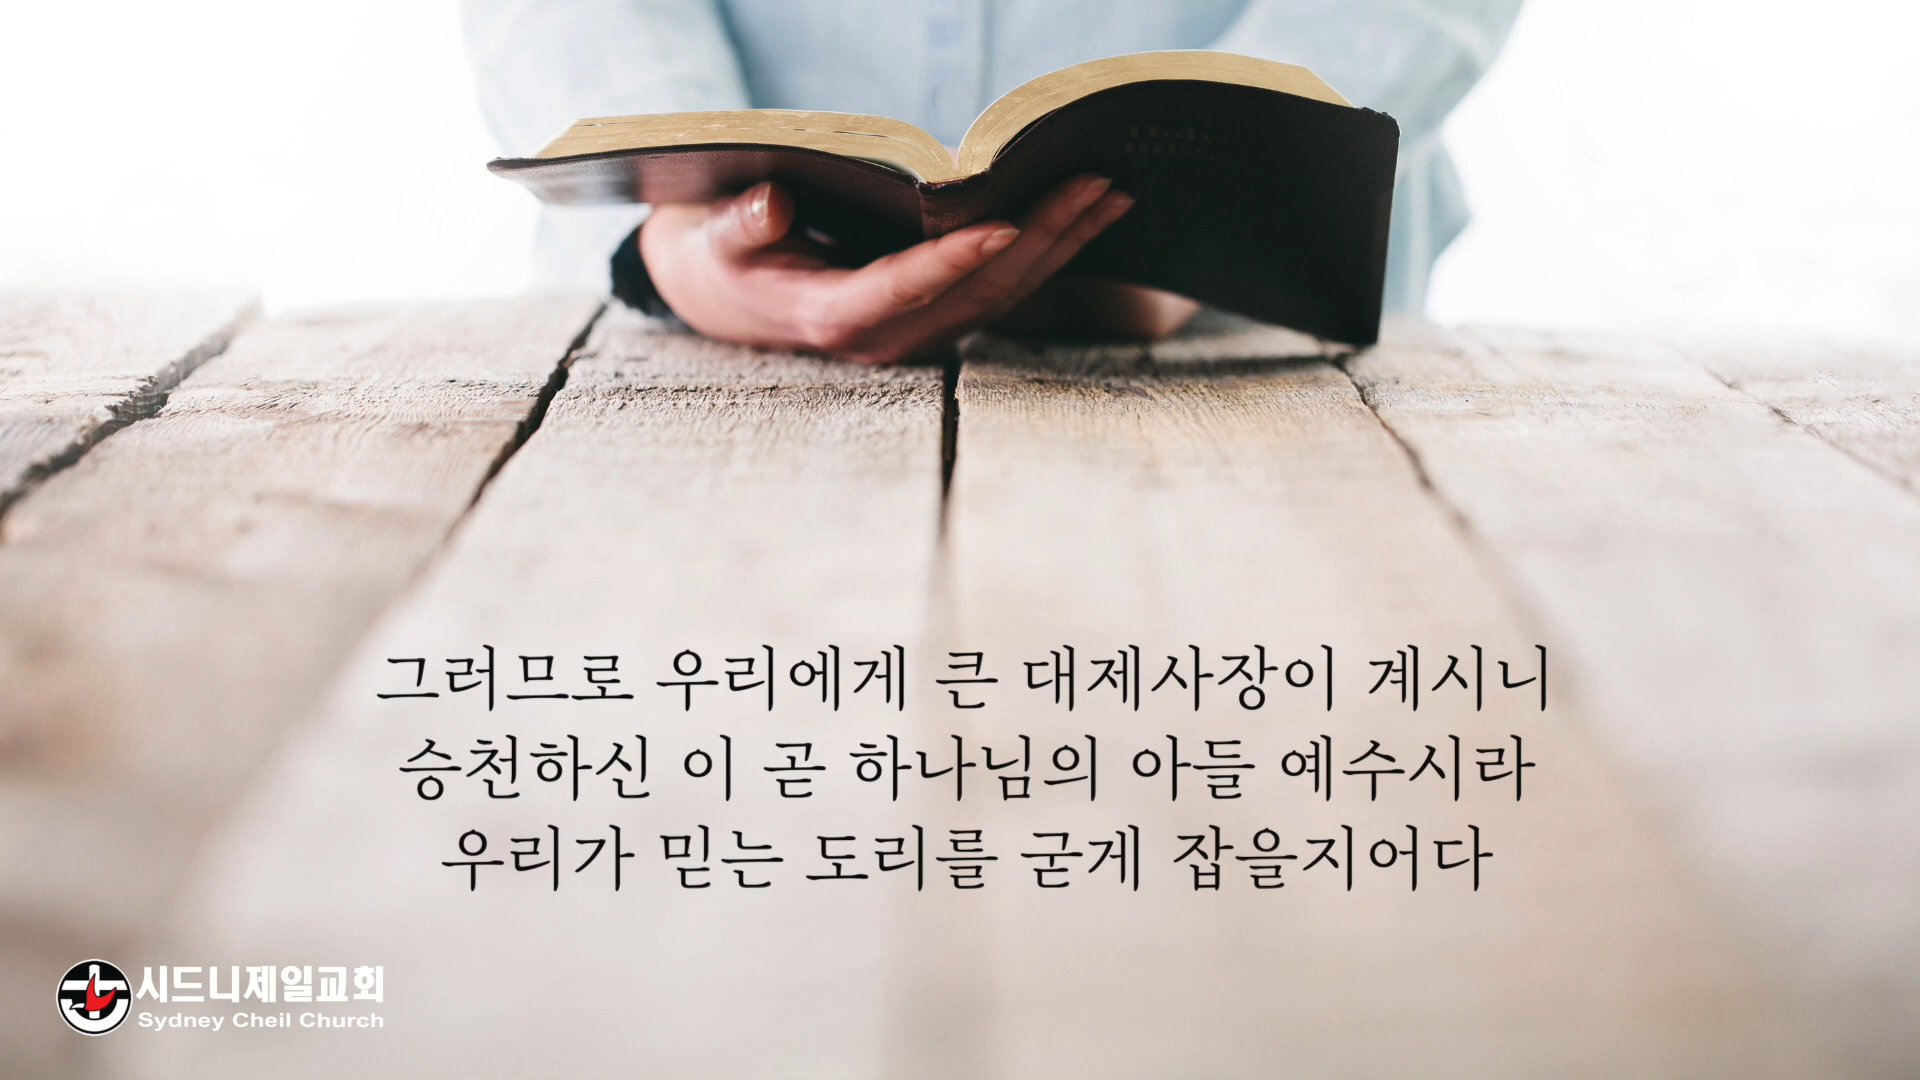 그러므로 우리에게 큰 대제사장이 계시니
승천하신 이 곧 하나님의 아들 예수시라
우리가 믿는 도리를 굳게 잡을지어다
시드니제일교회
Sydney Cheil Church